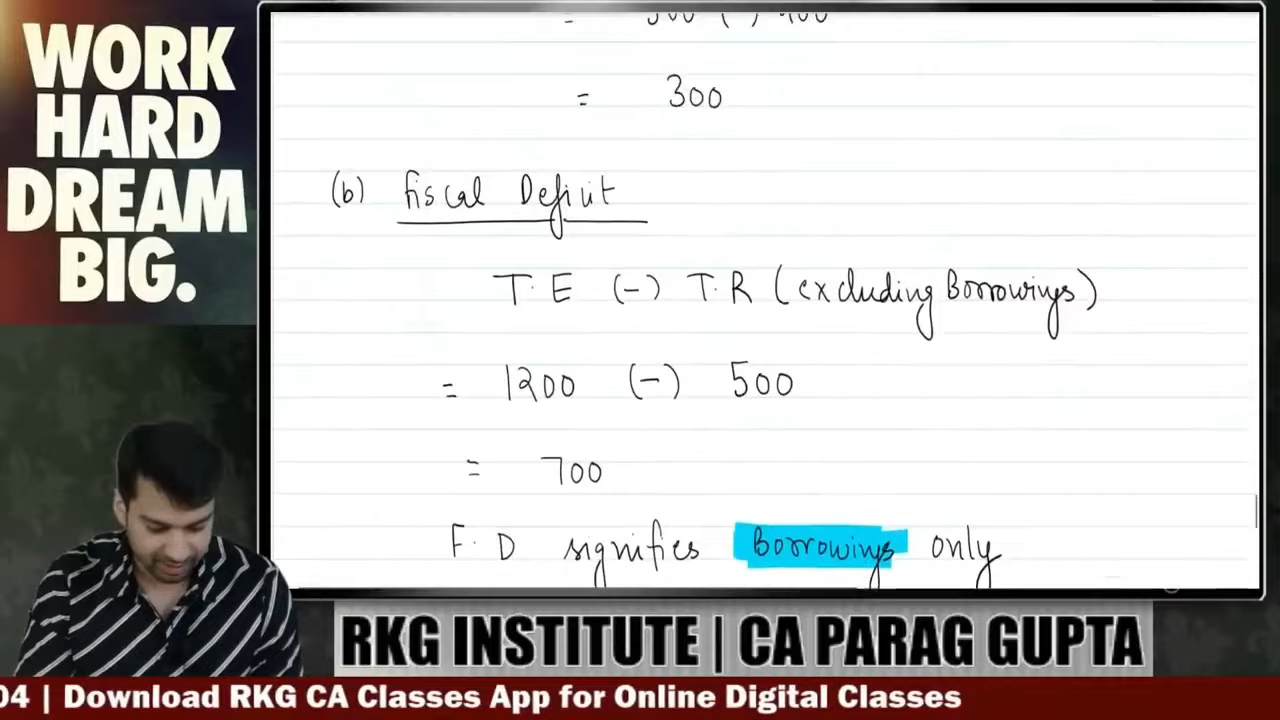 WORK
HARD
DREAM
BIG.
= 300
(b) Fiscal Deficit
T.E (-) T.R (excluding Borrowings)
= 1200 (-) 500
= 700
F.D signifies Borrowings only
RKG INSTITUTE | CA PARAG GUPTA
04 | Download RKG CA Classes App for Online Digital Classes